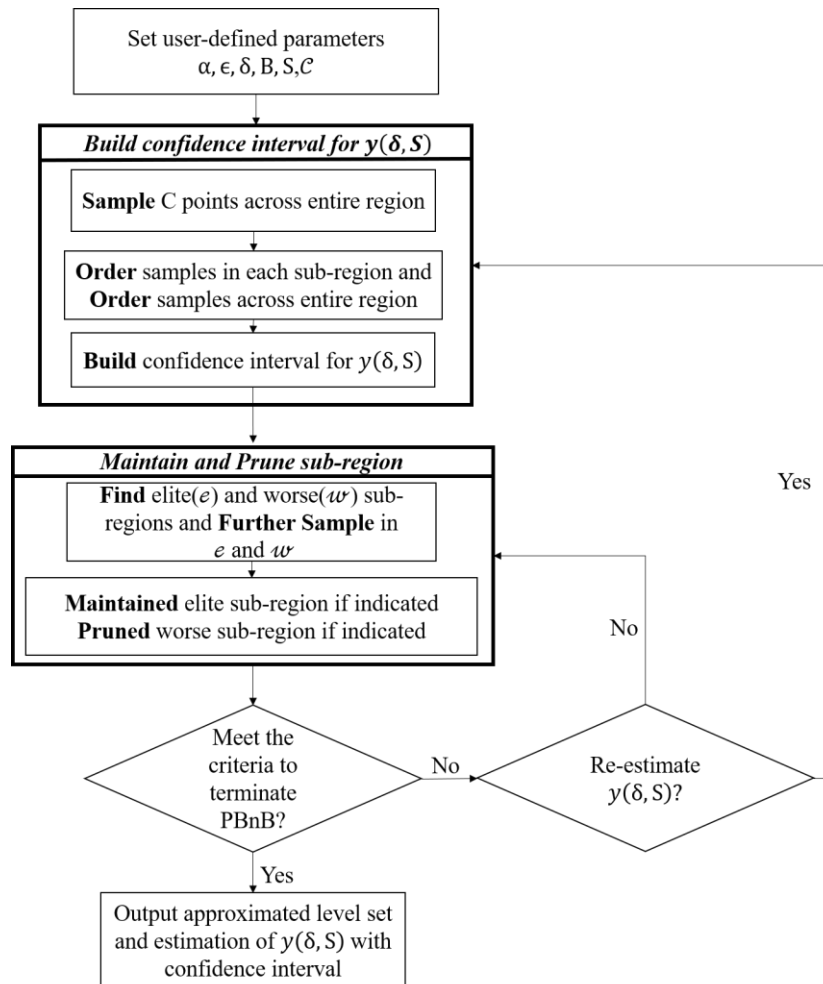 Set user-defined parameters
α, ϵ, δ, B, S,𝒞
Build confidence interval for y(δ, S)
Sample C points across entire region
Order samples in each sub-region and
Order samples across entire region
Build confidence interval for y(δ, S)
Maintain and Prune sub-region
Find elite(ℯ) and worse(𝓌) sub-
regions and Further Sample in
ℯ and 𝓌
Maintained elite sub-region if indicated
Pruned worse sub-region if indicated
Yes
No
Meet the
criteria to
terminate
PBnB?
No
Re-estimate
y(δ, S)?
Yes
Output approximated level set
and estimation of y(δ, S) with
confidence interval